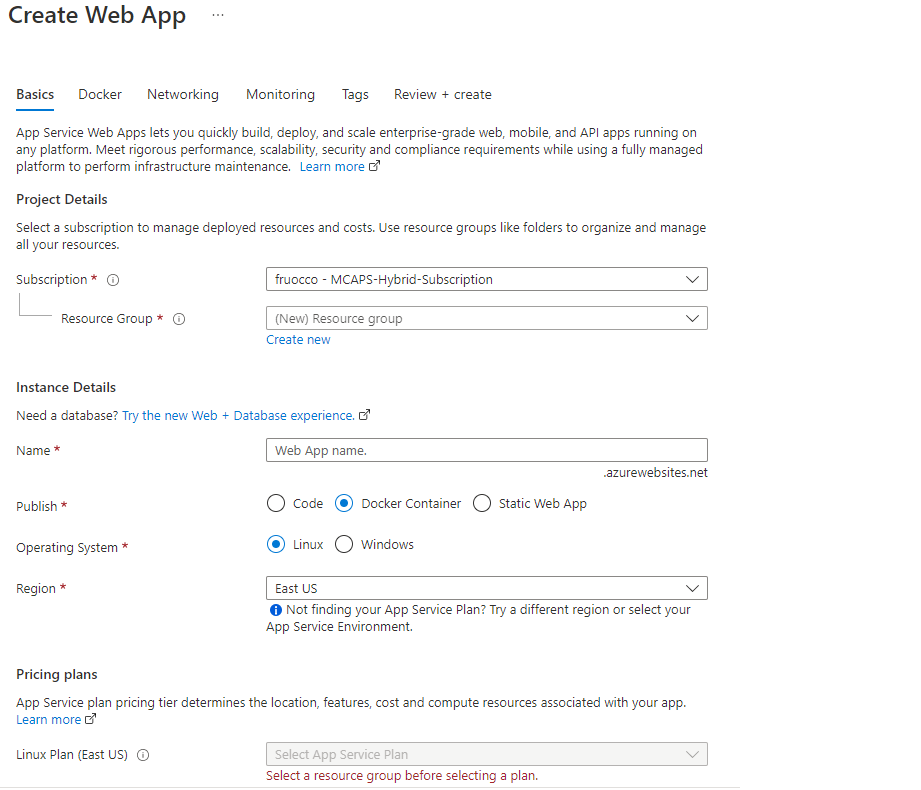 Create Web App ...
Basics Docker Networking Monitoring Tags Review + create
App Service Web Apps lets you quickly build, deploy, and scale enterprise-grade web, mobile, and API apps running on
any platform. Meet rigorous performance, scalability, security and compliance requirements while using a fully managed
platform to perform infrastructure maintenance. Learn more
Project Details
Select a subscription to manage deployed resources and costs. Use resource groups like folders to organize and manage
all your resources.
Subscription * fruocco - MCAPS-Hybrid-Subscription
Resource Group * (New) Resource group
Create new
Instance Details
Need a database? Try the new Web + Database experience.
Name * Web App name.
.azurewebsites.net
Publish * Code Docker Container Static Web App
Operating System * Linux Windows
Region * East US
Not finding your App Service Plan? Try a different region or select your
App Service Environment.
Pricing plans
App Service plan pricing tier determines the location, features, cost and compute resources associated with your app.
Learn more
Linux Plan (East US) Select App Service Plan
Select a resource group before selecting a plan.